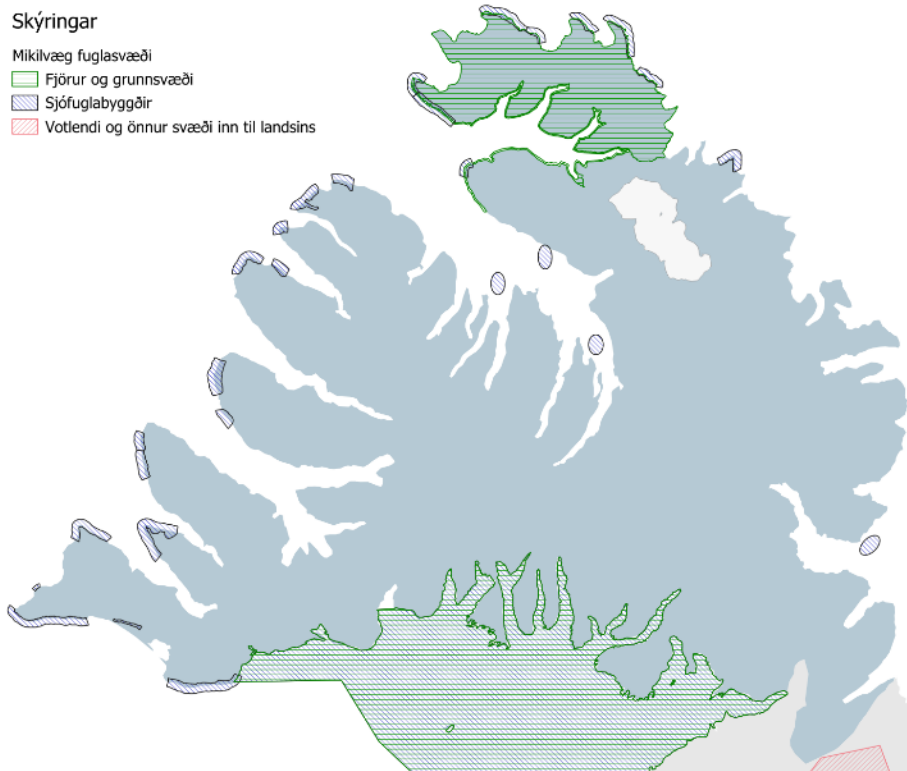 Skýringar
Mikilvæg fuglasvæði
Fjörur og grunnsvæði
Sjófuglabyggðir
Votlendi og önnur svæði inn til landsins